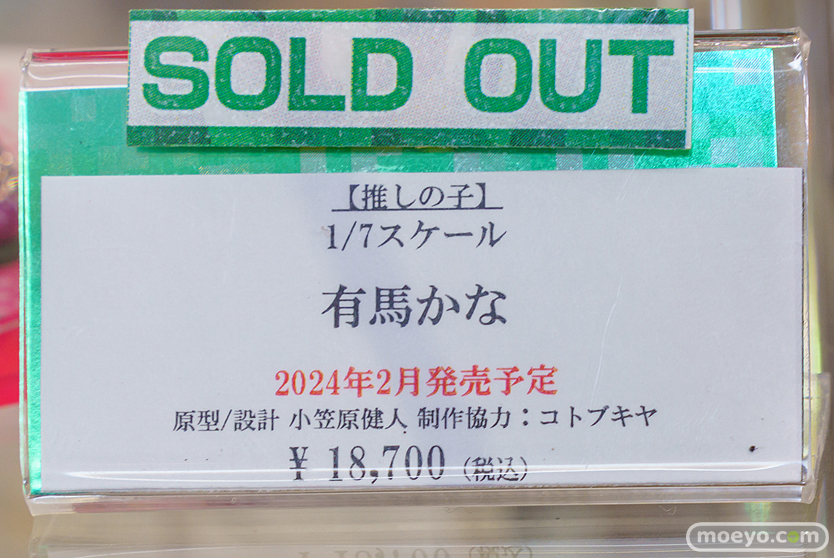 SOLD OUT
【推しの子】
1/7スケール
有馬かな
2024年2月発売予定
原型/設計 小笠原健人 制作協力：コトブキヤ
¥ 18,700（税込）
moeyo.com